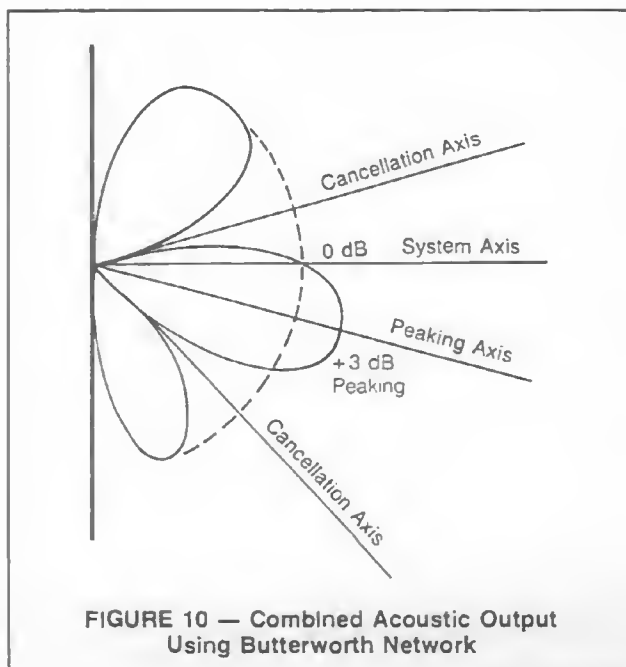 Cancellation Axis
0 dB
System Axis
Peaking Axis
+3 dB
Peaking
Cancellation Axis
FIGURE 10 — Combined Acoustic Output
Using Butterworth Network